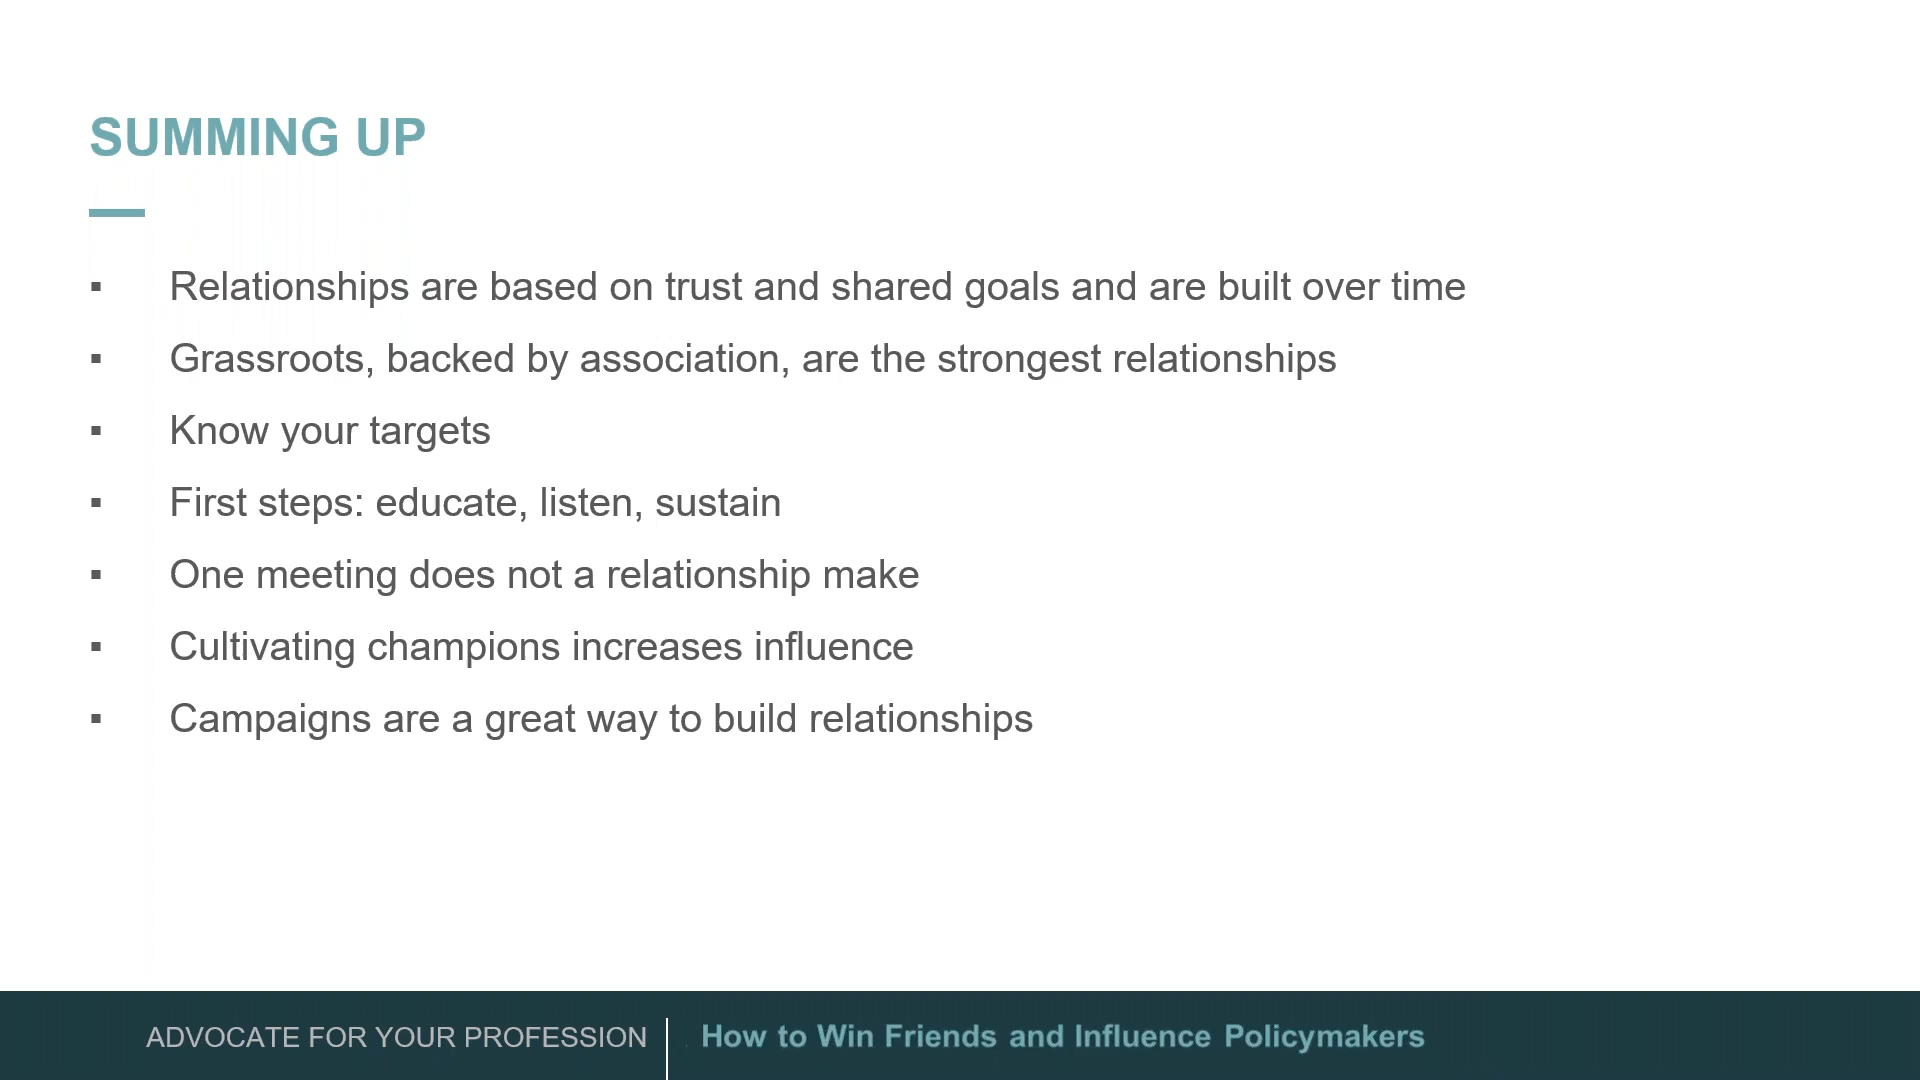 SUMMING UP
▪ Relationships are based on trust and shared goals and are built over time
▪ Grassroots, backed by association, are the strongest relationships
▪ Know your targets
▪ First steps: educate, listen, sustain
▪ One meeting does not a relationship make
▪ Cultivating champions increases influence
▪ Campaigns are a great way to build relationships
ADVOCATE FOR YOUR PROFESSION
How to Win Friends and Influence Policymakers